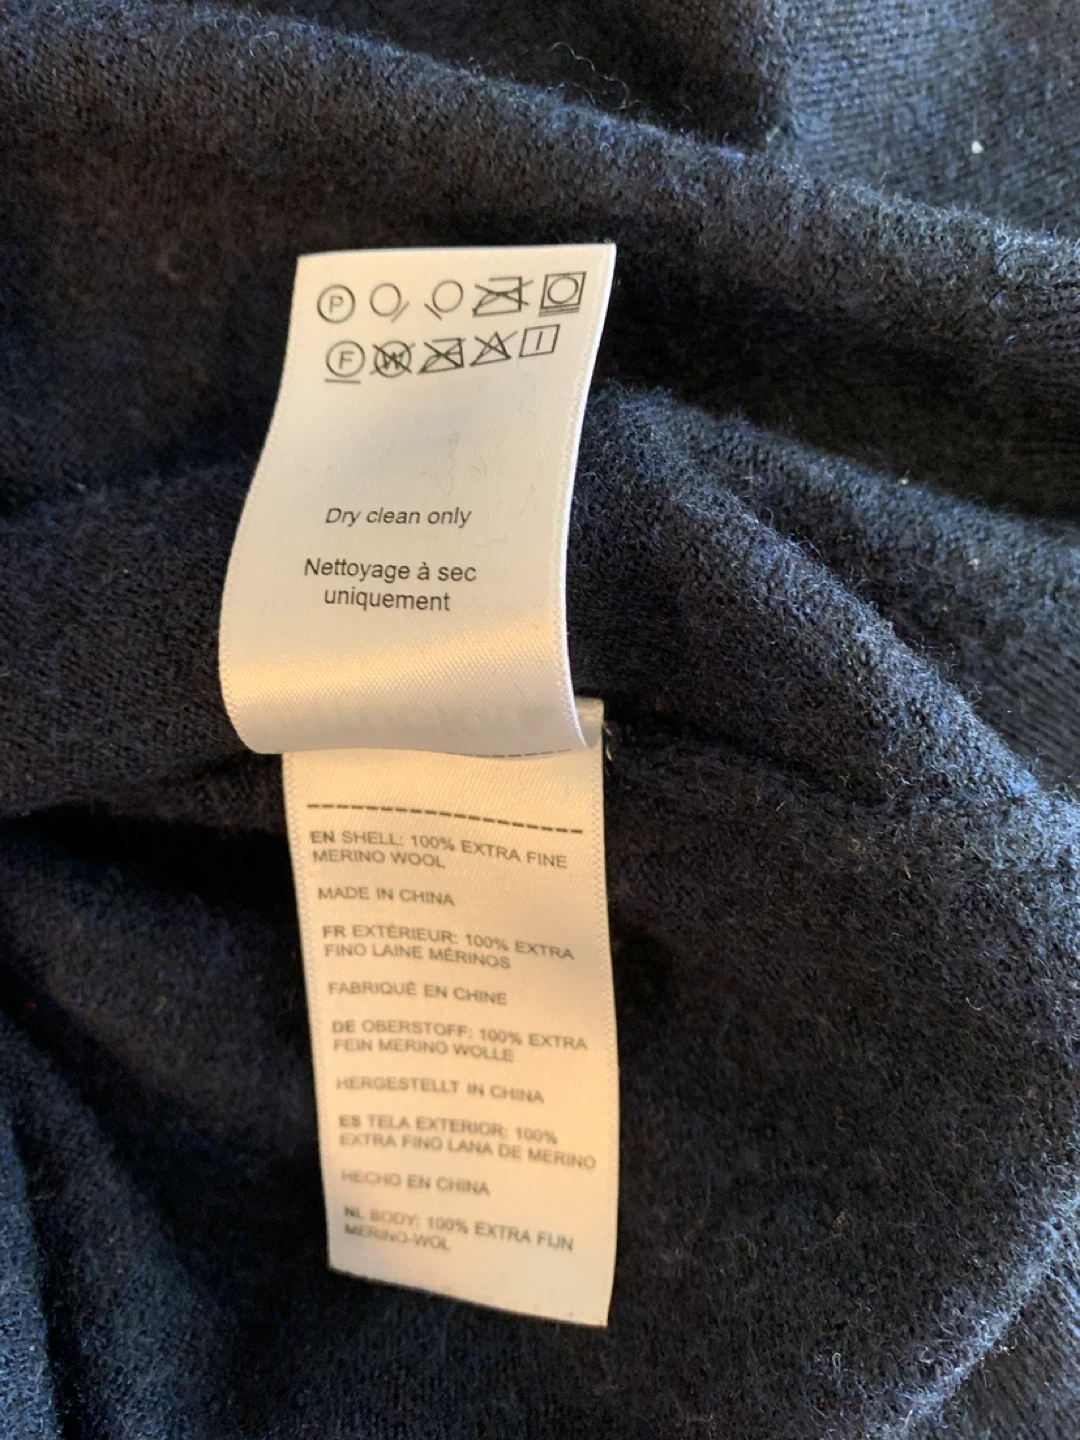 P
F W I
Dry clean only
Nettoyage à sec
uniquement
EN SHELL: 100% EXTRA FINE
MERINO WOOL
MADE IN CHINA
FR EXTÉRIEUR: 100% EXTRA
FINO LAINE MÉRINOS
FABRIQUÉ EN CHINE
DE OBERSTOFF: 100% EXTRA
FEIN MERINO WOLLE
HERGESTELLT IN CHINA
ES TELA EXTERIOR: 100%
EXTRA FINO LANA DE MERINO
HECHO EN CHINA
NL BODY: 100% EXTRA FIJN
MERINO-WOL